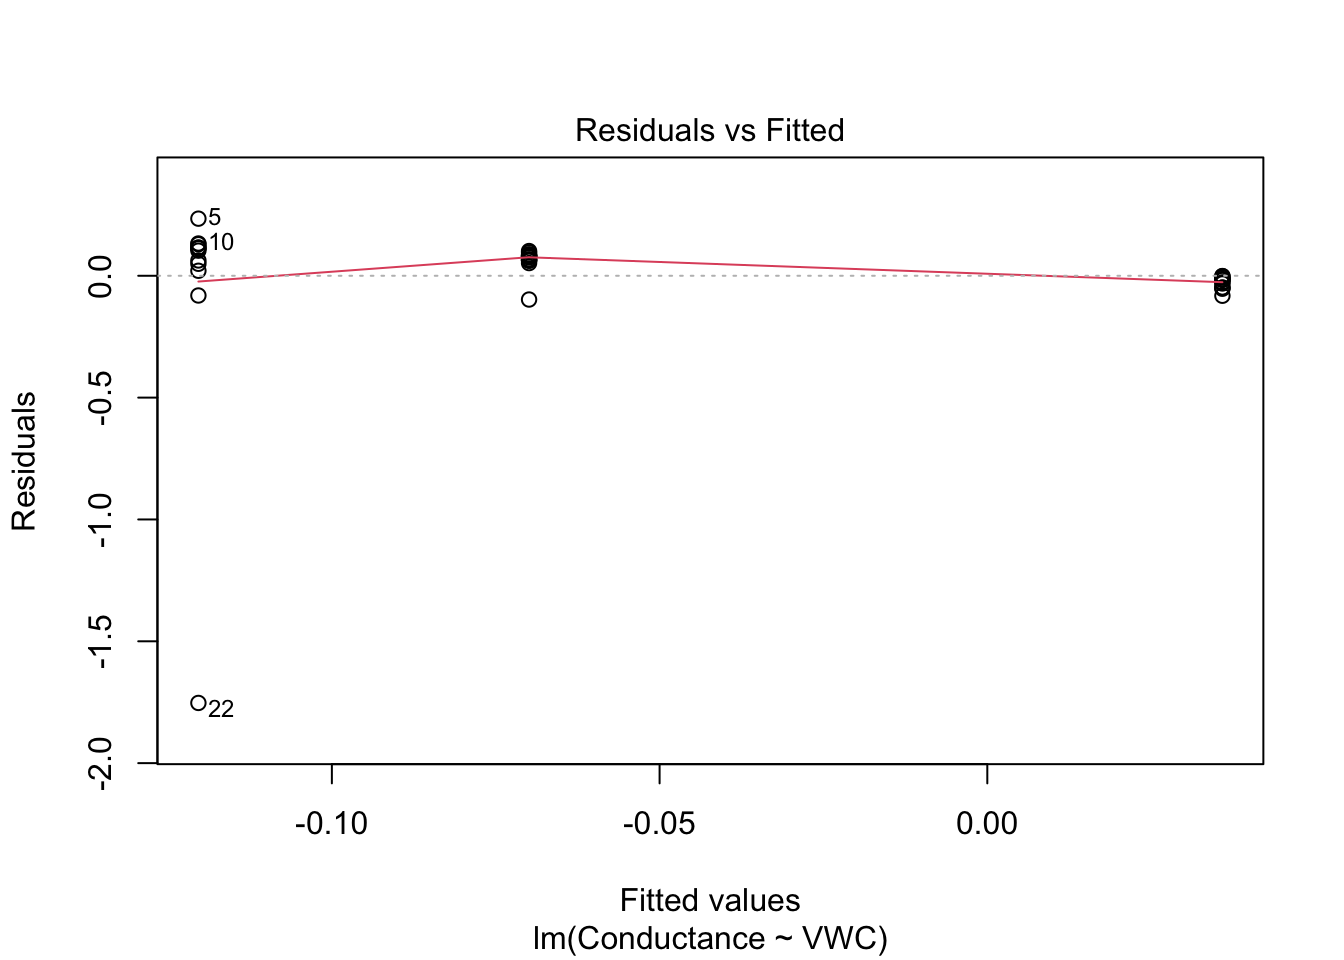 Residuals vs Fitted
5
10
22
Residuals
0.0
-0.5
-1.0
-1.5
-2.0
-0.10
-0.05
0.00
Fitted values
lm(Conductance ~ VWC)